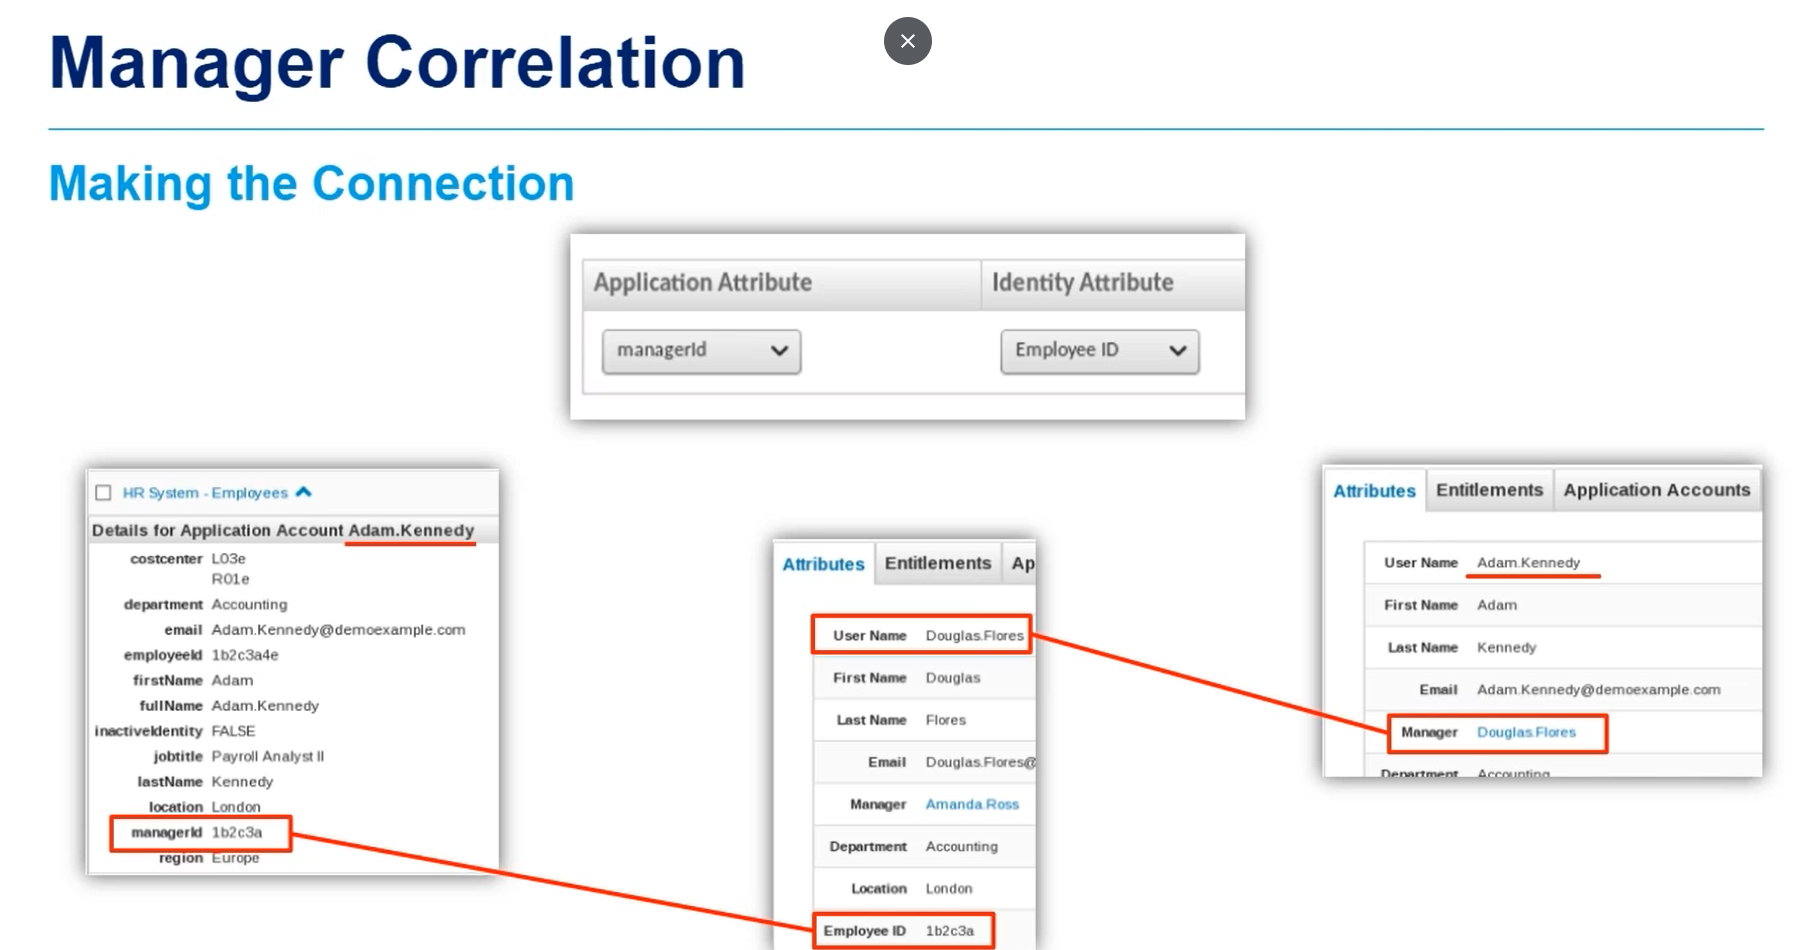 Manager Correlation
Making the Connection
Application Attribute Identity Attribute
managerId Employee ID
HR System - Employees
Details for Application Account Adam.Kennedy
costcenter L03e
R01e
department Accounting
email Adam.Kennedy@demoexample.com
employeeId 1b2c3a4e
firstName Adam
fullName Adam.Kennedy
inactiveIdentity FALSE
jobtitle Payroll Analyst II
lastName Kennedy
location London
managerId 1b2c3a
region Europe
Attributes Entitlements Ap
User Name Douglas.Flores
First Name Douglas
Last Name Flores
Email Douglas.Flores@
Manager Amanda.Ross
Department Accounting
Location London
Employee ID 1b2c3a
Attributes Entitlements Application Accounts
User Name Adam.Kennedy
First Name Adam
Last Name Kennedy
Email Adam.Kennedy@demoexample.com
Manager Douglas.Flores
Department Accounting